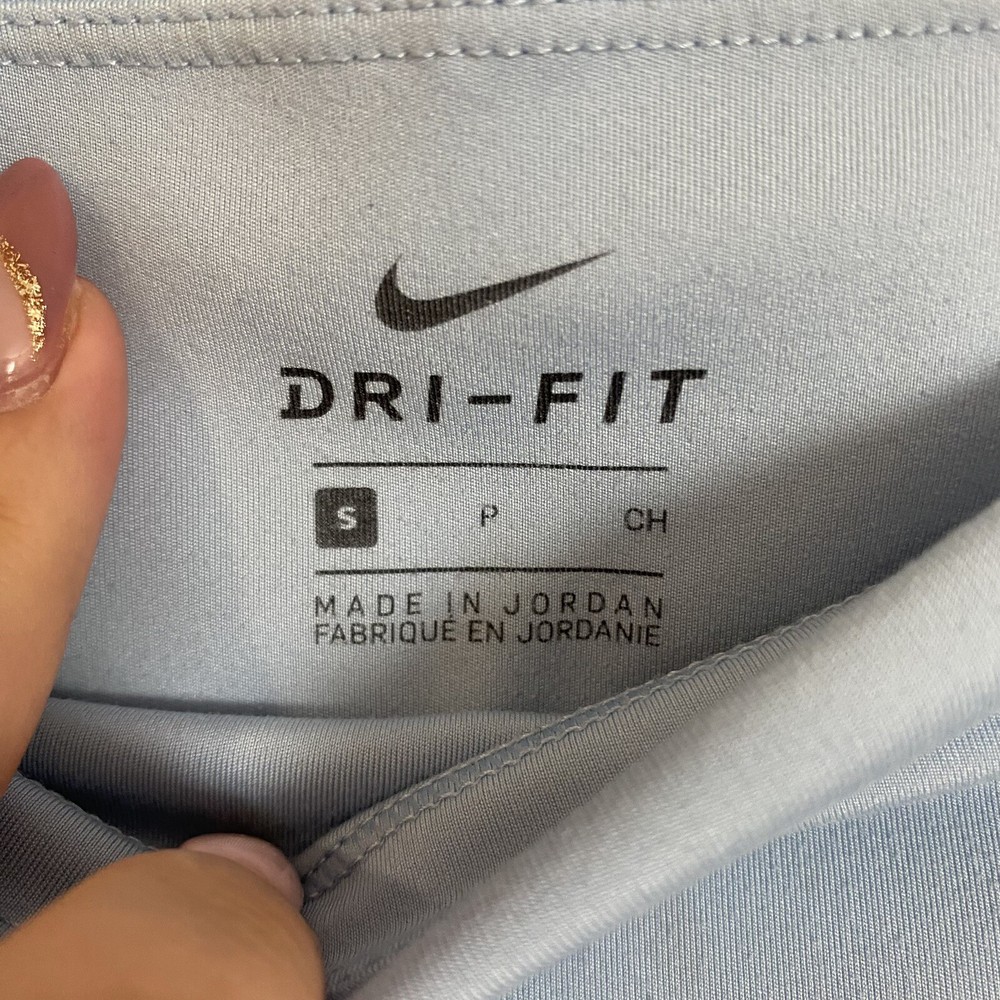 DRI-FIT
S P CH
MADE IN JORDAN
FABRIQUÉ EN JORDANIE